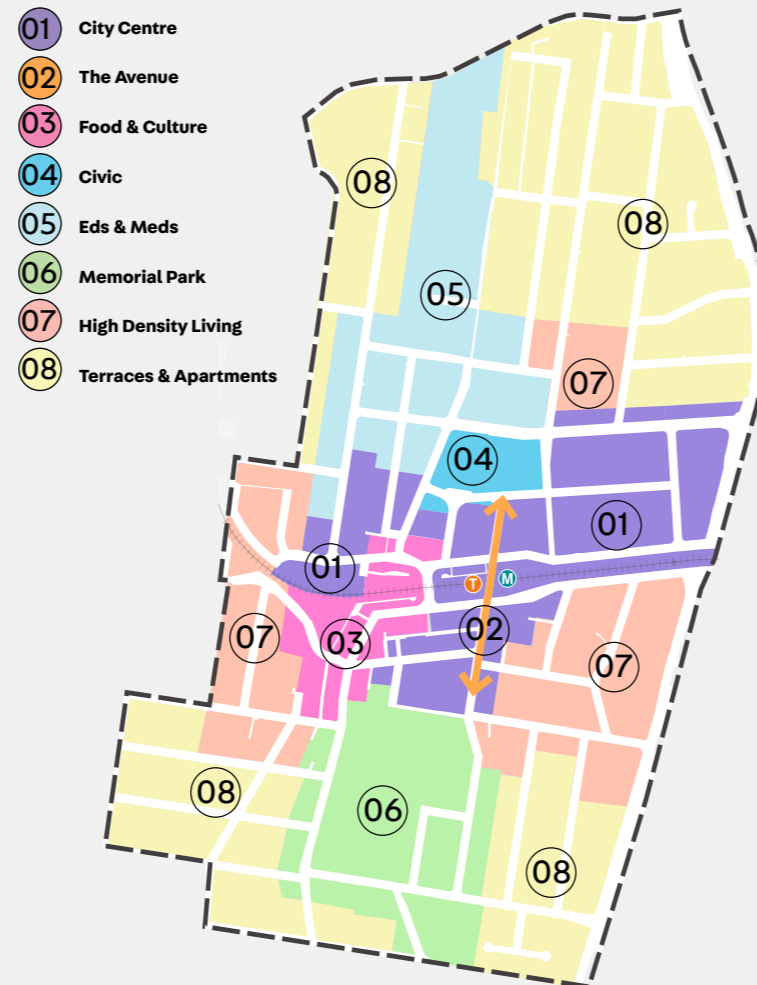 01 City Centre
02 The Avenue
03 Food & Culture
04 Civic
05 Eds & Meds
06 Memorial Park
07 High Density Living
08 Terraces & Apartments
08
08
05
07
04
01
01
T M
02
03
07
07
08
06
08